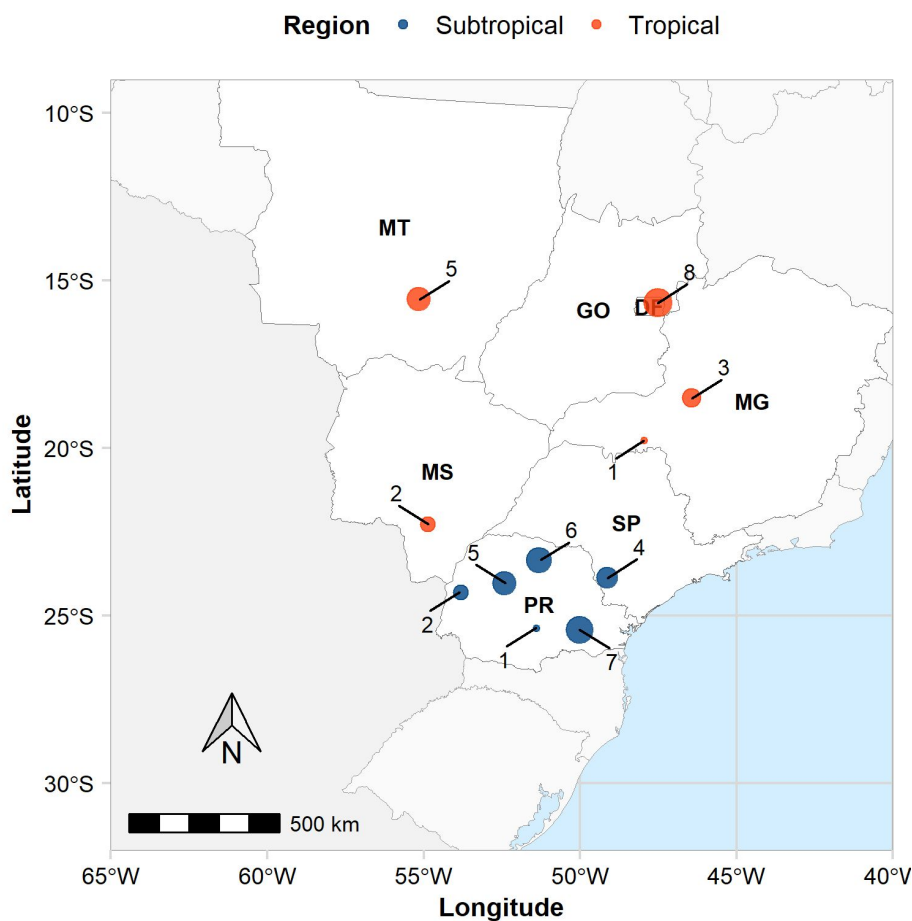 Region Subtropical Tropical
10°S
MT
5
15°S
8
GO
DF
3
MG
20°S
1
MS
2
SP
6
5
4
PR
25°S
2
1
7
N
30°S
500 km
65°W 60°W 55°W 50°W 45°W 40°W
Longitude
Latitude